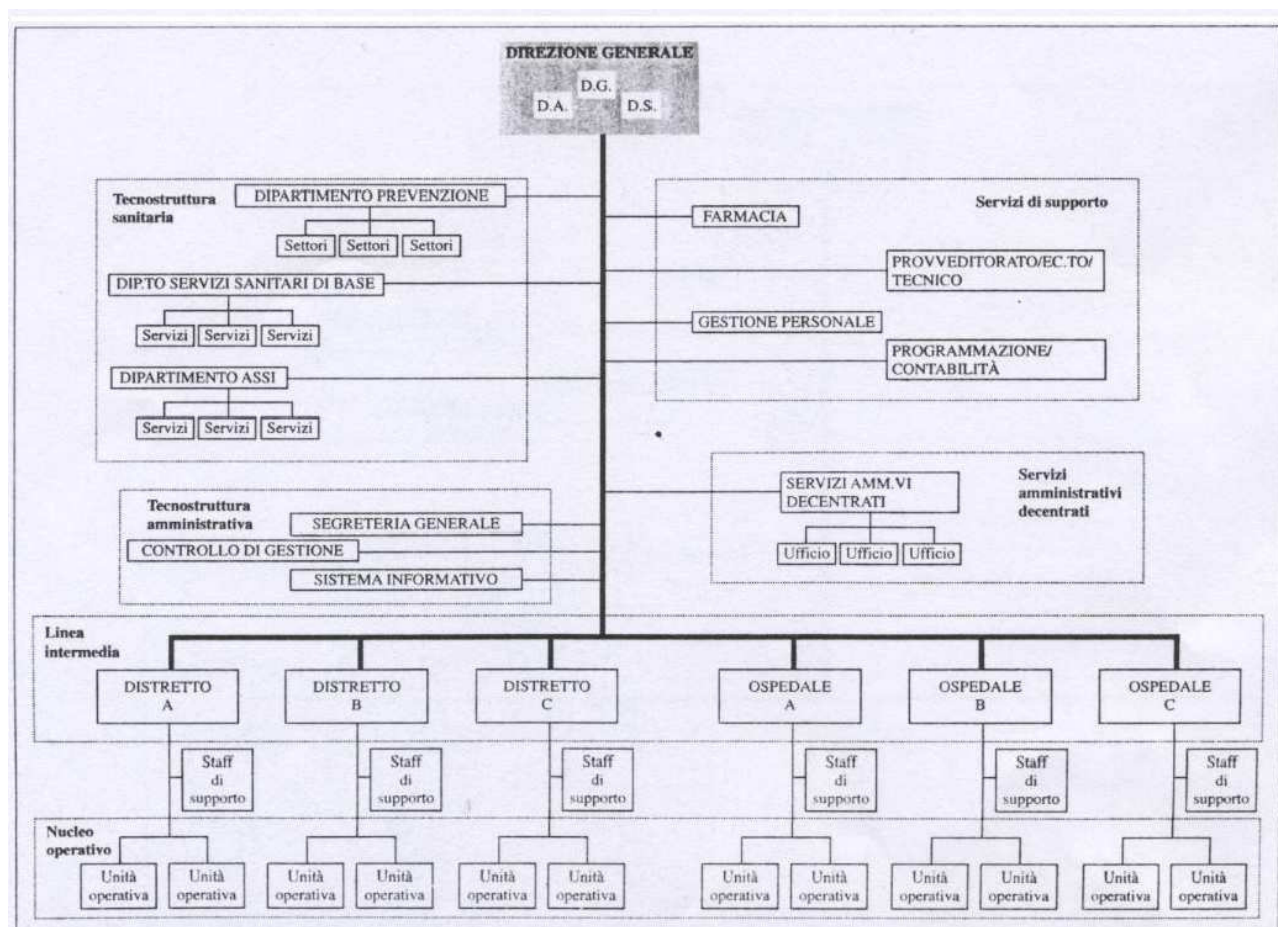 DIREZIONE GENERALE
D.G.
D.A.
D.S.
Tecnostruttura
sanitaria
DIPARTIMENTO PREVENZIONE
Settori
Settori
Settori
DIP.TO SERVIZI SANITARI DI BASE
Servizi
Servizi
Servizi
DIPARTIMENTO ASSI
Servizi
Servizi
Servizi
Servizi di supporto
FARMACIA
PROVVEDITORATO/EC.TO/
TECNICO
GESTIONE PERSONALE
PROGRAMMAZIONE/
CONTABILITÀ
Tecnostruttura
amministrativa
SEGRETERIA GENERALE
CONTROLLO DI GESTIONE
SISTEMA INFORMATIVO
SERVIZI AMM.VI
DECENTRATI
Servizi
amministrativi
decentrati
Ufficio
Ufficio
Ufficio
Linea
intermedia
DISTRETTO
A
DISTRETTO
B
DISTRETTO
C
OSPEDALE
A
OSPEDALE
B
OSPEDALE
C
Staff
di
supporto
Staff
di
supporto
Staff
di
supporto
Staff
di
supporto
Staff
di
supporto
Staff
di
supporto
Nucleo
operativo
Unità
operativa
Unità
operativa
Unità
operativa
Unità
operativa
Unità
operativa
Unità
operativa
Unità
operativa
Unità
operativa
Unità
operativa
Unità
operativa
Unità
operativa
Unità
operativa